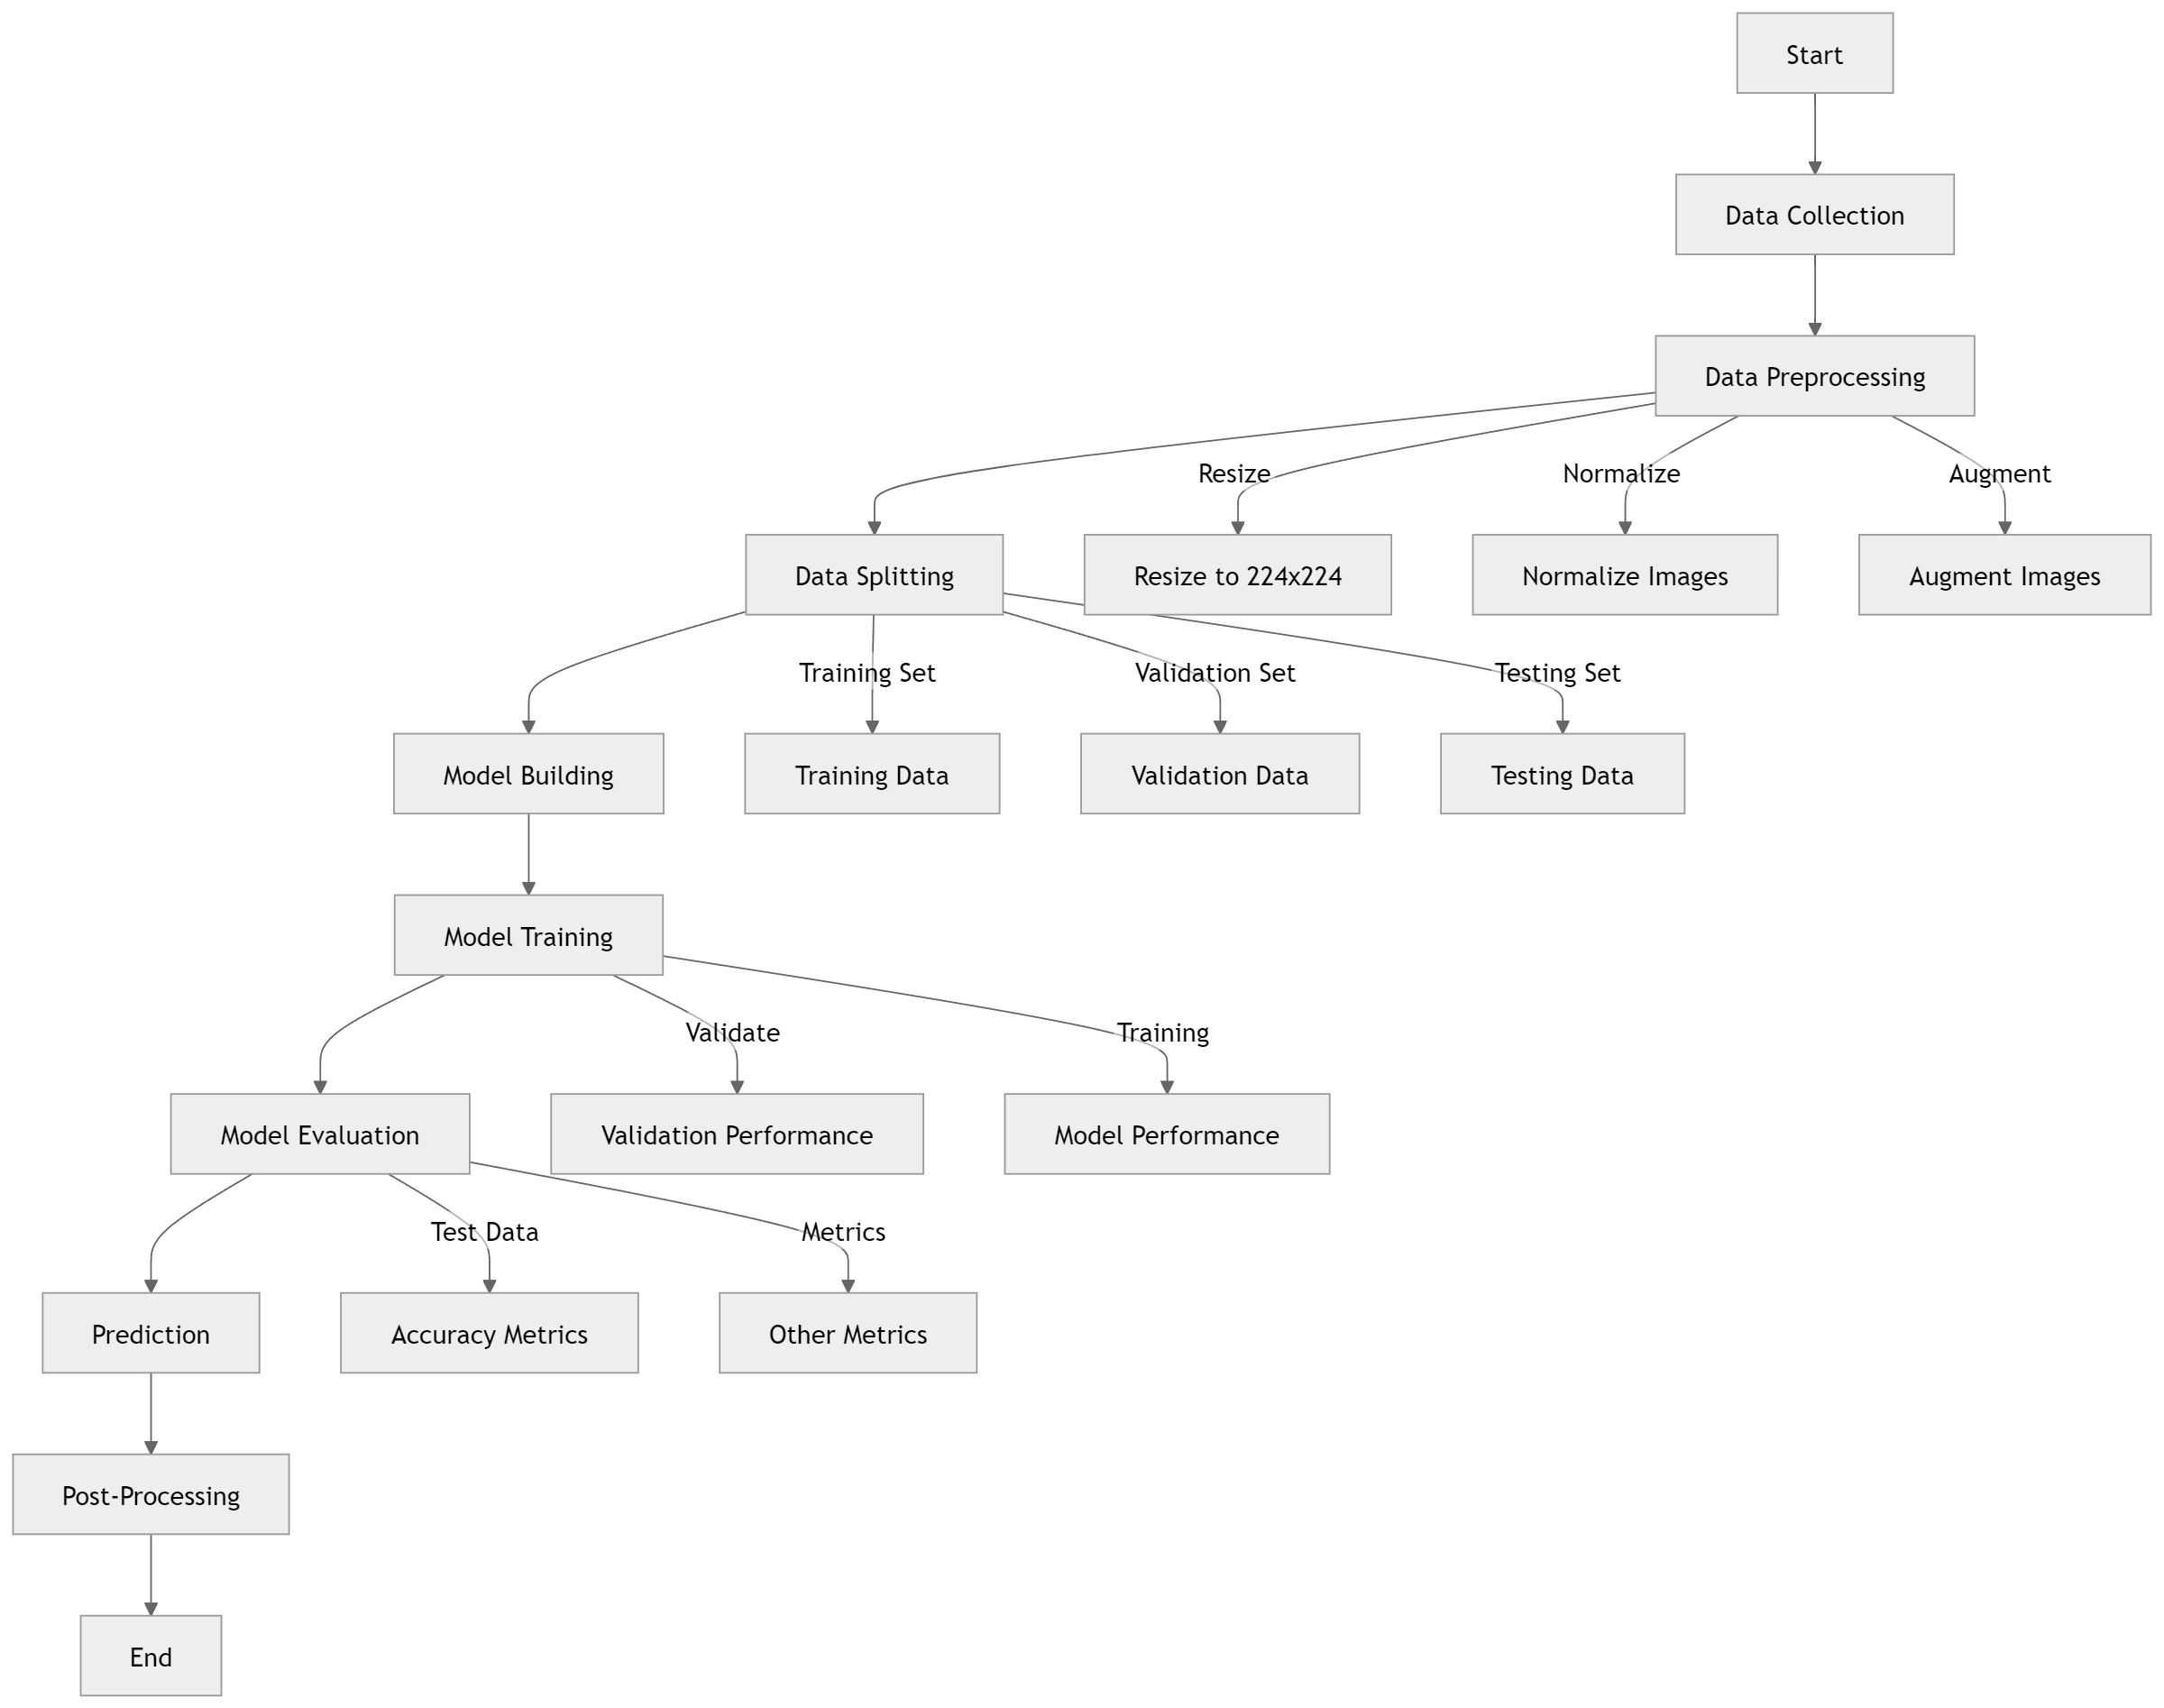 Start
Data Collection
Data Preprocessing
Resize
Normalize
Augment
Data Splitting
Resize to 224x224
Normalize Images
Augment Images
Training Set
Validation Set
Testing Set
Model Building
Training Data
Validation Data
Testing Data
Model Training
Validate
Training
Model Evaluation
Validation Performance
Model Performance
Test Data
Metrics
Prediction
Accuracy Metrics
Other Metrics
Post-Processing
End